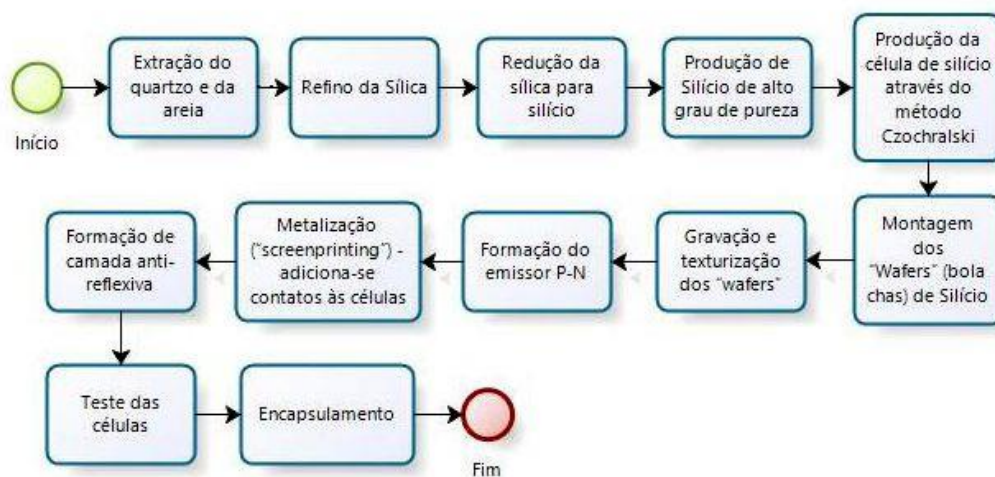 Início
Extração do
quartzo e da
areia
Refino da Sílica
Redução da
sílica para
silício
Produção de
Silício de alto
grau de pureza
Produção da
célula de silício
através do
método
Czochralski
Montagem
dos
“Wafers” (bola
chas) de Silício
Gravação e
texturização
dos “wafers”
Formação do
emissor P-N
Metalização
(“screenprinting”) -
adiciona-se
contatos às células
Formação de
camada anti-
reflexiva
Teste das
células
Encapsulamento
Fim